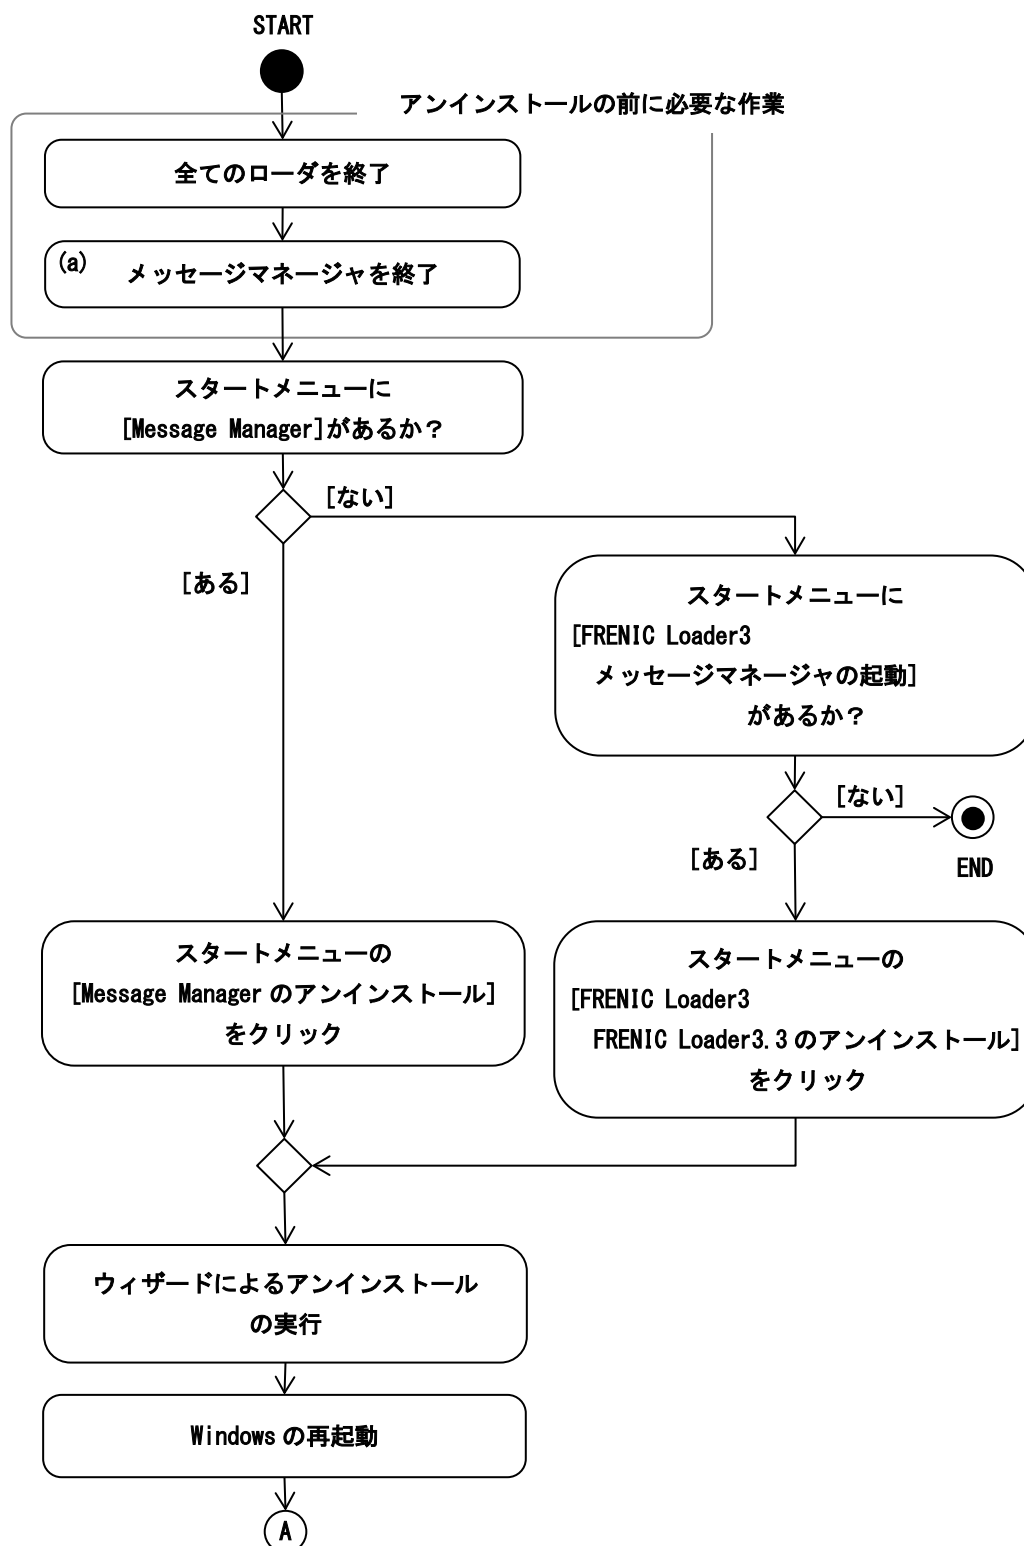 START
アンインストールの前に必要な作業
全てのローダを終了
(a)
メッセージマネージャを終了
スタートメニューに
[Message Manager]があるか？
[ない]
[ある]
スタートメニューに
[FRENIC Loader3
メッセージマネージャの起動]
があるか？
[ない]
[ある]
END
スタートメニューの
[Message Manager のアンインストール]
をクリック
スタートメニューの
[FRENIC Loader3
FRENIC Loader3.3 のアンインストール]
をクリック
ウィザードによるアンインストール
の実行
Windows の再起動
A